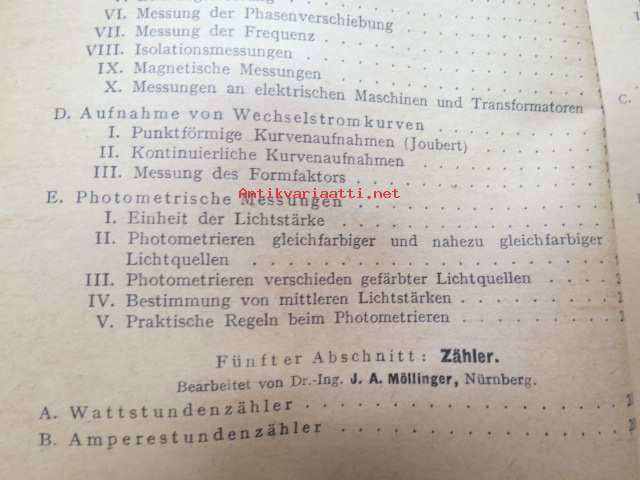 VI. Messung der Phasenverschiebung
VII. Messung der Frequenz
VIII. Isolationsmessungen
IX. Magnetische Messungen
X. Messungen an elektrischen Maschinen und Transformatoren
D. Aufnahme von Wechselstromkurven
I. Punktförmige Kurvenaufnahmen (Joubert)
II. Kontinuierliche Kurvenaufnahmen
III. Messung des Formfaktors
Antikvariaatti.net
E. Photometrische Messungen
I. Einheit der Lichtstärke
II. Photometrieren gleichfarbiger und nahezu gleichfarbiger
Lichtquellen
III. Photometrieren verschieden gefärbter Lichtquellen
IV. Bestimmung von mittleren Lichtstärken
V. Praktische Regeln beim Photometrieren
Fünfter Abschnitt: Zähler.
Bearbeitet von Dr.-Ing. J. A. Möllinger, Nürnberg.
A. Wattstundenzähler
B. Amperestundenzähler
C.